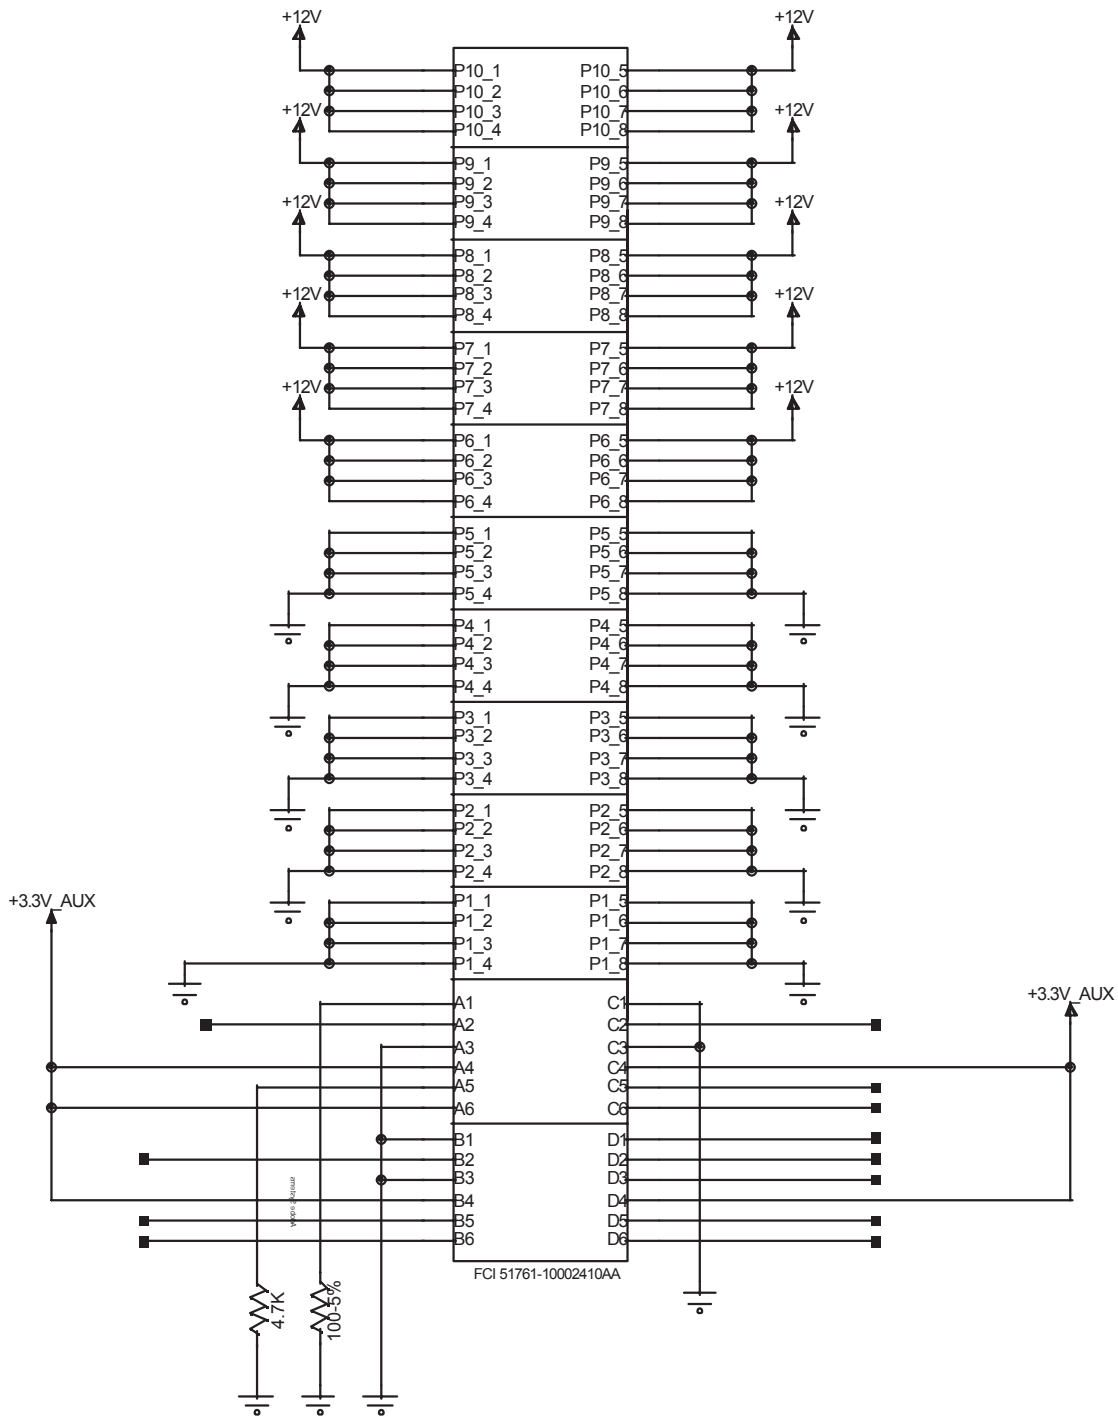 +12V +12V
P10_1 P10_5
P10_2 P10_6
P10_3 P10_7
P10_4 P10_8
+12V +12V
P9_1 P9_5
P9_2 P9_6
P9_3 P9_7
P9_4 P9_8
+12V +12V
P8_1 P8_5
P8_2 P8_6
P8_3 P8_7
P8_4 P8_8
+12V +12V
P7_1 P7_5
P7_2 P7_6
P7_3 P7_7
P7_4 P7_8
+12V +12V
P6_1 P6_5
P6_2 P6_6
P6_3 P6_7
P6_4 P6_8
P5_1 P5_5
P5_2 P5_6
P5_3 P5_7
P5_4 P5_8
P4_1 P4_5
P4_2 P4_6
P4_3 P4_7
P4_4 P4_8
P3_1 P3_5
P3_2 P3_6
P3_3 P3_7
P3_4 P3_8
P2_1 P2_5
P2_2 P2_6
P2_3 P2_7
P2_4 P2_8
+3.3V_AUX
P1_1 P1_5
P1_2 P1_6
P1_3 P1_7
P1_4 P1_8
+3.3V_AUX
A1 C1
A2 C2
A3 C3
A4 C4
A5 C5
A6 C6
B1 D1
B2 D2
B3 D3
B4 D4
B5 D5
B6 D6
FCI 51761-10002410AA
4.7K
100-5%